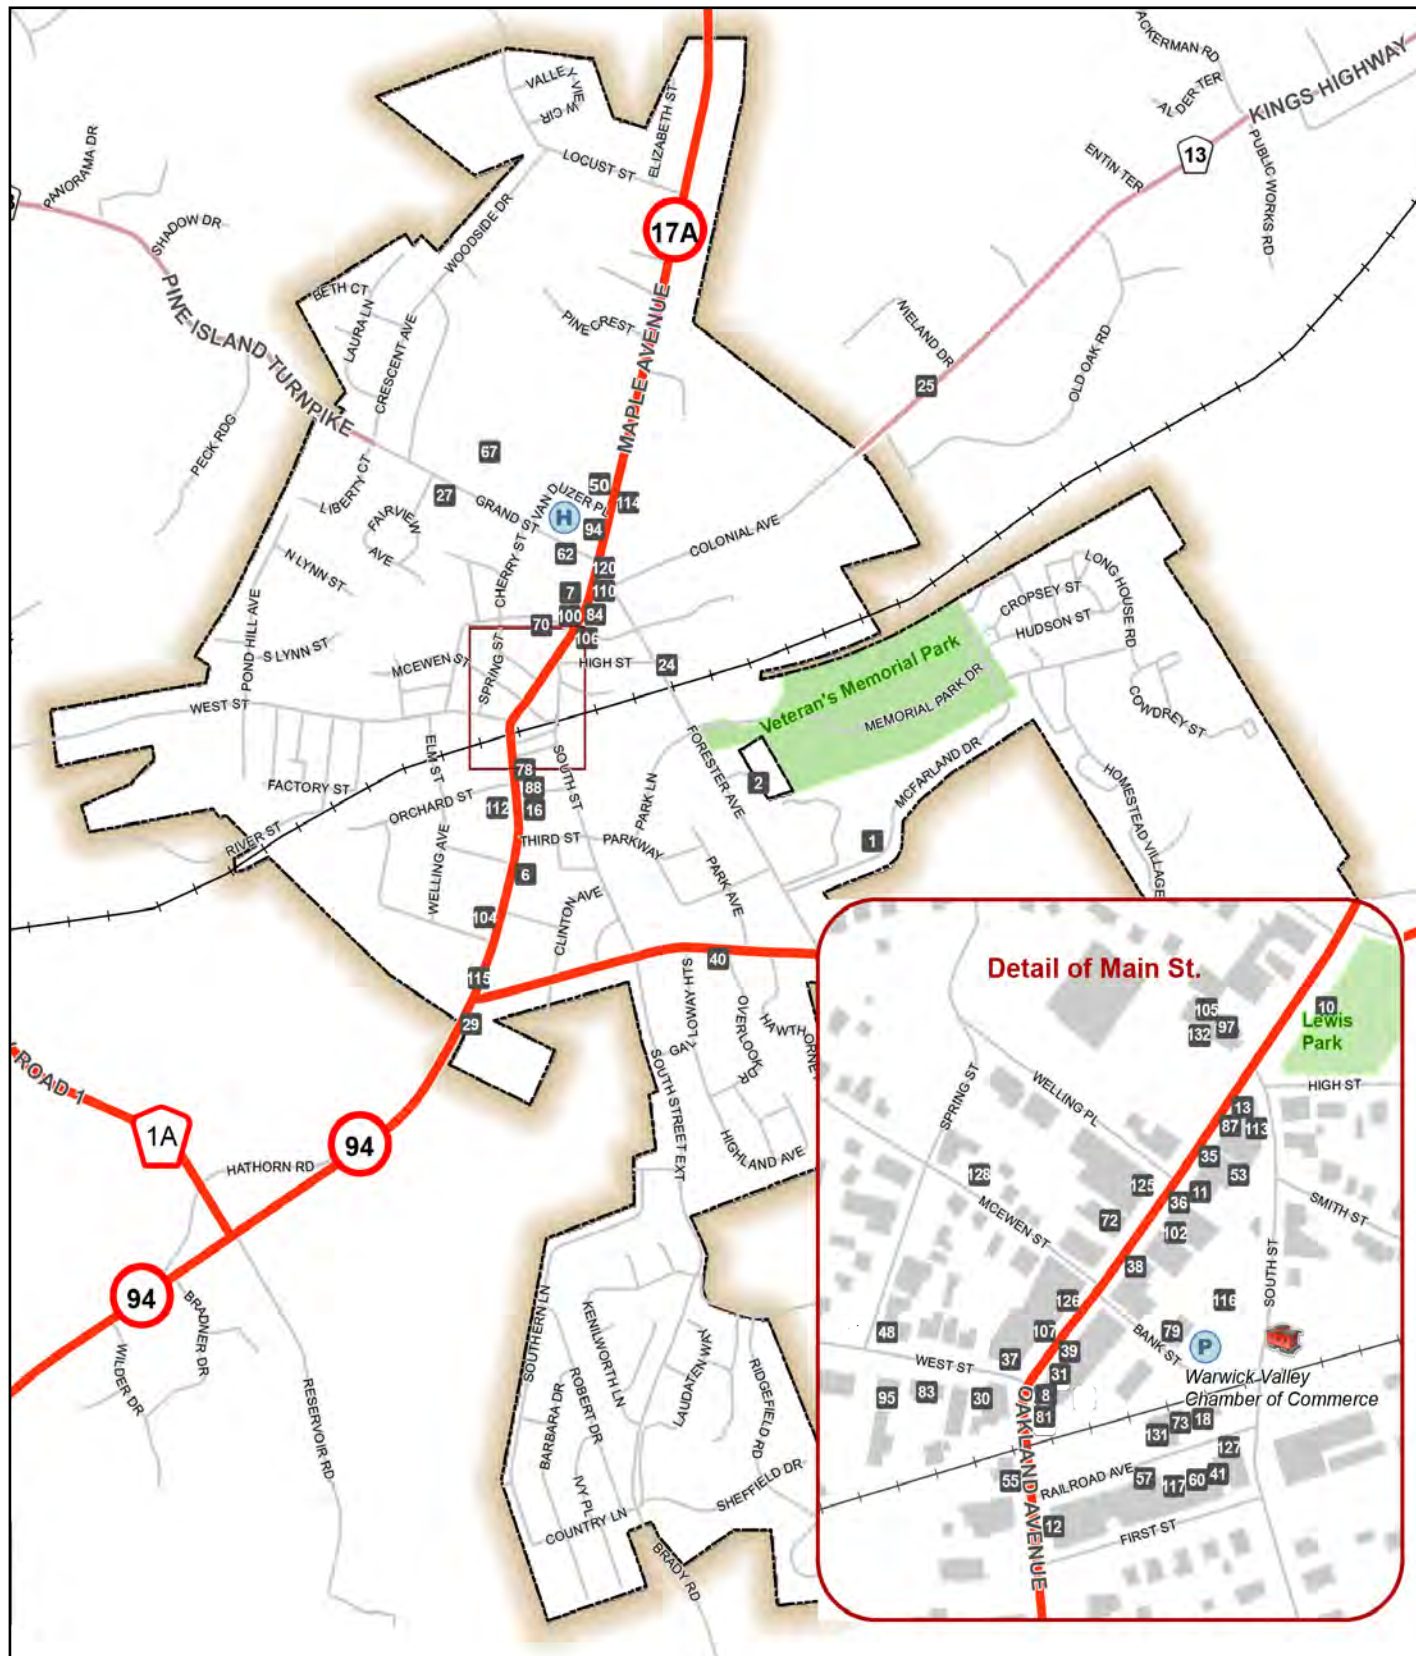 ACKERMAN RD
KINGS HIGHWAY
ALDER TER
VALLEY VIEW CIR
ELIZABETH ST
13
PUBLIC WORKS RD
ENTIN TER
LOCUST ST
PANORAMA DR
SHADOW DR
17A
WOODSIDE DR
PINE ISLAND TURNPIKE
BETH CT
LAURA LN
CRESCENT AVE
PINECREST
MAPLE AVENUE
NIELAND DR
OLD OAK RD
25
PECK RDG
67
LIBERTY CT
27
FAIRVIEW AVE
GRAND ST
VAN DUZER PL
50
114
H
94
62
COLONIAL AVE
120
CHERRY ST
7
110
100
84
70
106
N LYNN ST
S LYNN ST
POND HILL AVE
MCEWEN ST
SPRING ST
HIGH ST
24
WEST ST
Veteran's Memorial Park
MEMORIAL PARK DR
CROPSEY ST
HUDSON ST
LONG HOUSE RD
COWDREY ST
HOMESTEAD VILLAGE
FACTORY ST
ELM ST
SOUTH ST
78
88
112
16
ORCHARD ST
RIVER ST
THIRD ST
PARKWAY
PARK LN
FORESTER AVE
2
MCFARLAND DR
1
WELLING AVE
6
PARK AVE
104
CLINTON AVE
115
40
29
GALLOWAY HTS
OVERLOOK DR
HAWTHORNE
SOUTH STREET EXT
HIGHLAND AVE
ROAD 1
1A
94
HATHORN RD
94
BRADNER DR
WILDER DR
RESERVOIR RD
SOUTHERN LN
KENILWORTH LN
LAUDATEN WAY
BARBARA DR
ROBERT DR
RIDGEFIELD RD
IVY PL
COUNTRY LN
SHEFFIELD DR
BRADY RD
Detail of Main St.
105
97
132
10
Lewis
Park
HIGH ST
SPRING ST
WELLING PL
13
87
113
35
53
128
125
11
36
MCEWEN ST
72
102
SMITH ST
38
SOUTH ST
126
116
48
107
79
BANK ST
P
37
39
WEST ST
31
Warwick Valley
Chamber of Commerce
95
83
30
8
81
73
18
131
127
OAKLAND AVENUE
55
RAILROAD AVE
57
117
60
41
12
FIRST ST